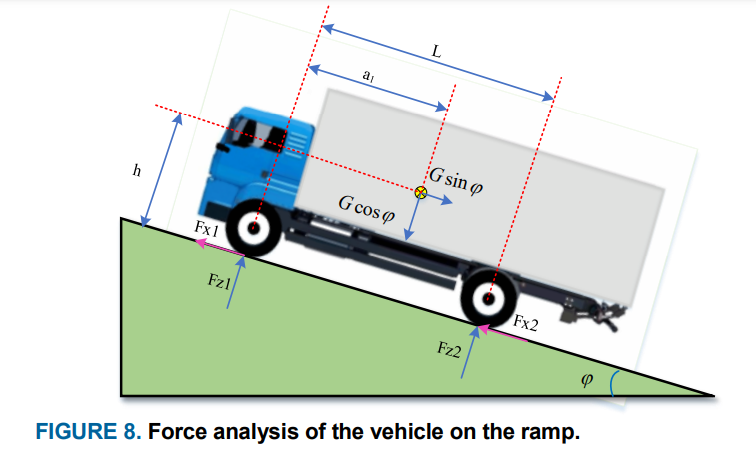 L
a₁
h
G sin φ
G cos φ
Fx1
Fz1
Fx2
Fz2
φ
FIGURE 8. Force analysis of the vehicle on the ramp.